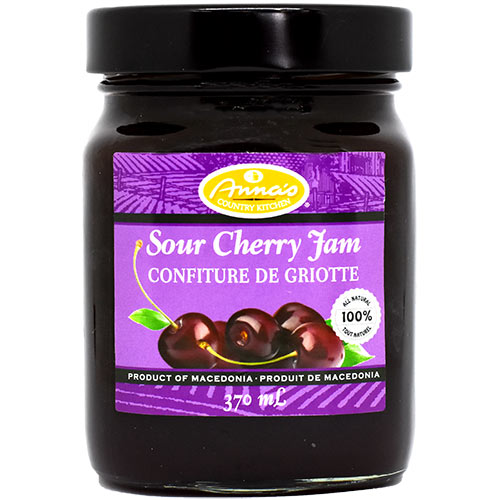 Anna's
COUNTRY KITCHEN ®
Sour Cherry Jam
CONFITURE DE GRIOTTE
ALL NATURAL
100%
TOUT NATUREL
PRODUCT OF MACEDONIA • PRODUIT DE MACEDONIA
370 mL